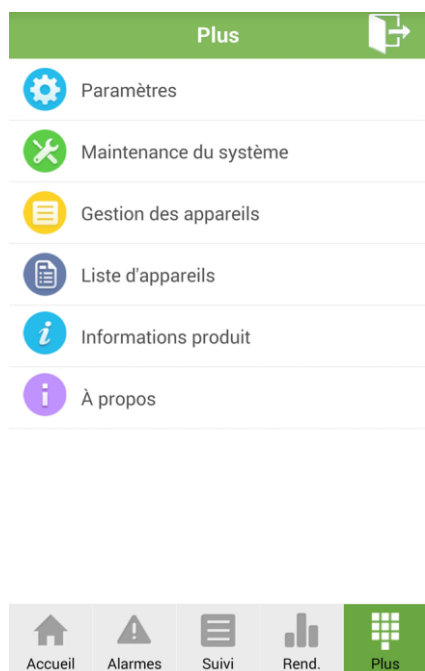 Plus
Paramètres
Maintenance du système
Gestion des appareils
Liste d'appareils
Informations produit
À propos
Accueil Alarmes Suivi Rend. Plus